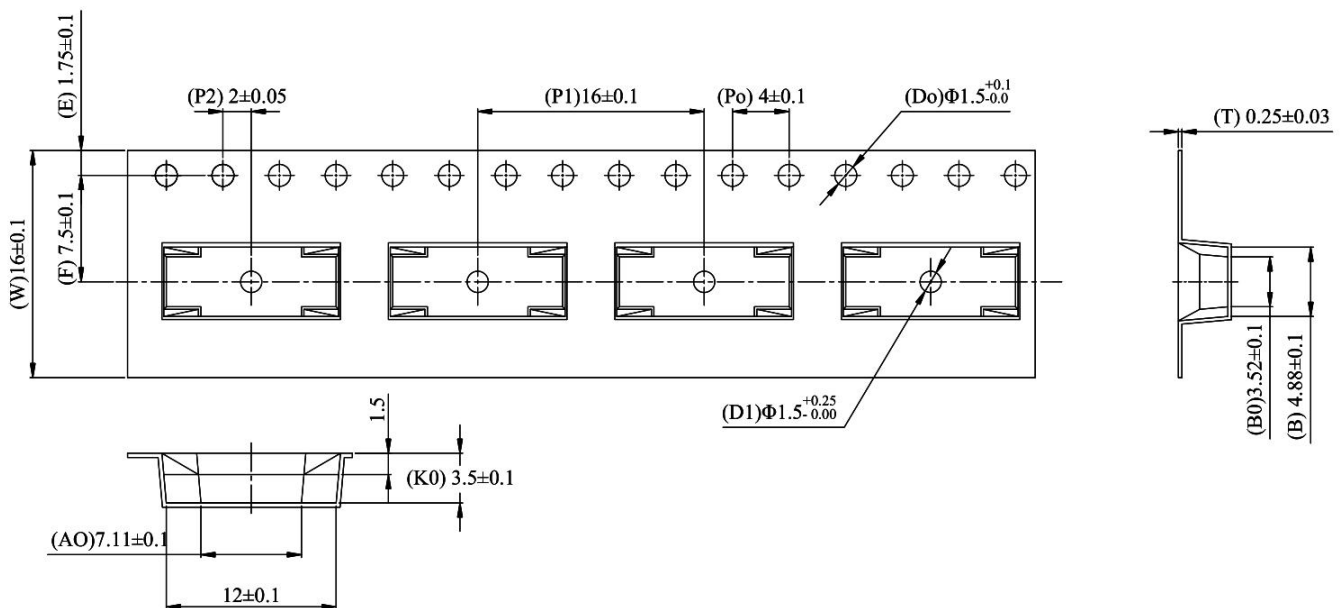 (E) 1.75±0.1
(P2) 2±0.05
(P1)16±0.1
(Po) 4±0.1
(Do)Φ1.5+0.1 -0.0
(T) 0.25±0.03
(W)16±0.1
(F) 7.5±0.1
(D1)Φ1.5+0.25 - 0.00
(B0)3.52±0.1
(B) 4.88±0.1
1.5
(K0) 3.5±0.1
(AO)7.11±0.1
12±0.1